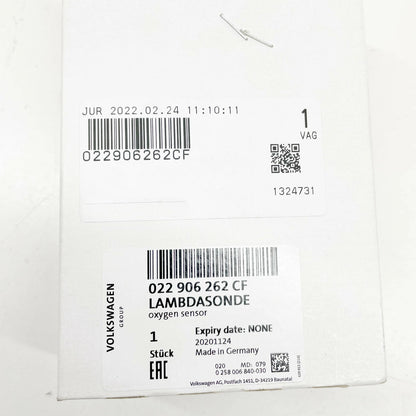 JUR 2022.02.24 11:10:11
1
VAG
022906262CF
1324731
VOLKSWAGEN
GROUP
022 906 262 CF
LAMBDASONDE
oxygen sensor
1
Stück
Expiry date: NONE
20201124
Made in Germany
EAC
020 MD: 079
0 258 006 840-030
Volkswagen AG, Postfach 1451, D-34219 Baunatal